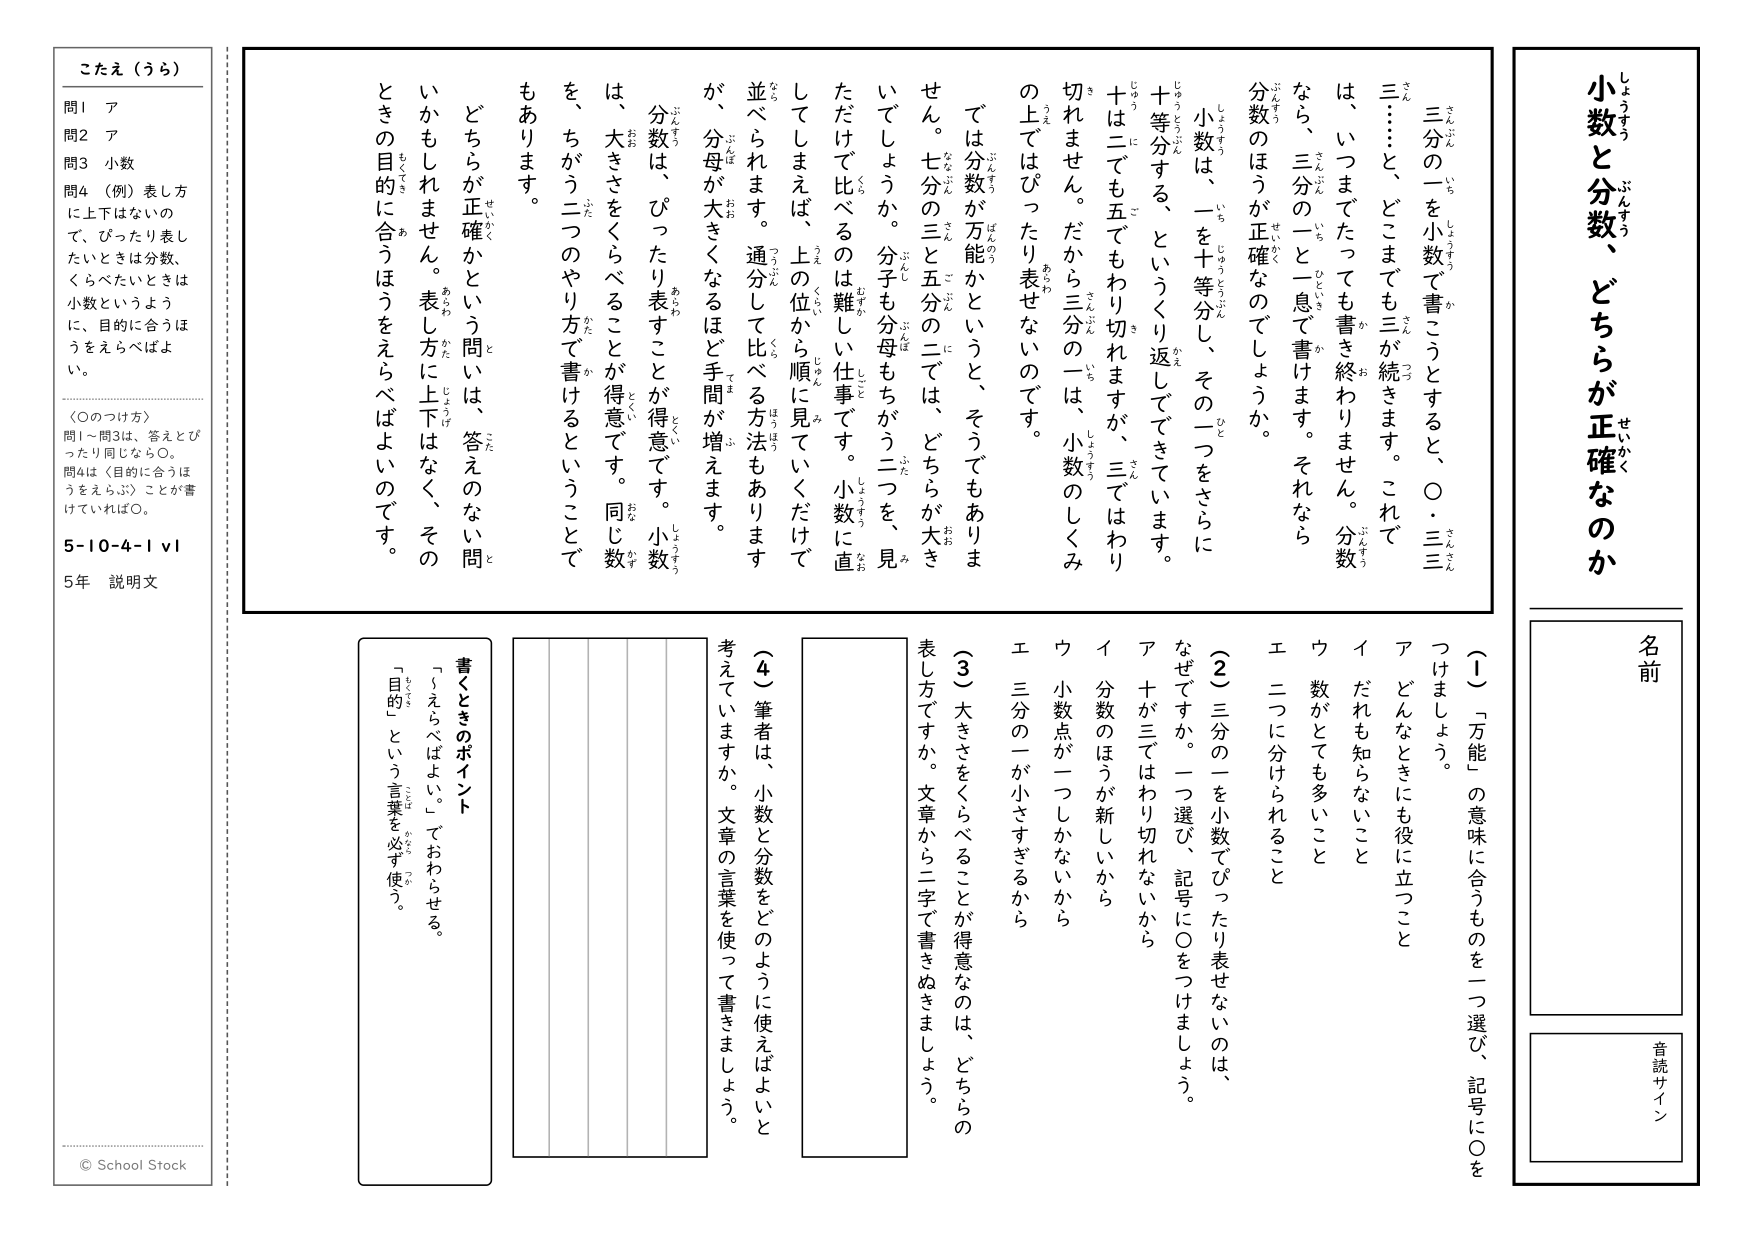 小数と分数、どちらが正確なのか
名前
音読サイン
三分の一を小数で書こうとすると、〇・三三
三……と、どこまでも三が続きます。これで
は、いつまでたっても書き終わりません。分数
なら、三分の一と一息で書けます。それなら
分数のほうが正確なのでしょうか。
小数は、一を十等分し、その一つをさらに
十等分する、というくり返しでできています。
十は二でも五でもわり切れますが、三ではわり
切れません。だから三分の一は、小数のしくみ
の上ではぴったり表せないのです。
では分数が万能かというと、そうでもありま
せん。七分の三と五分の二では、どちらが大き
いでしょうか。分子も分母もちがう二つを、見
ただけで比べるのは難しい仕事です。小数に直
してしまえば、上の位から順に見ていくだけで
並べられます。通分して比べる方法もあります
が、分母が大きくなるほど手間が増えます。
分数は、ぴったり表すことが得意です。小数
は、大きさをくらべることが得意です。同じ数
を、ちがう二つのやり方で書けるということで
もあります。
どちらが正確かという問いは、答えのない問
いかもしれません。表し方に上下はなく、その
ときの目的に合うほうをえらべばよいのです。
(1)「万能」の意味に合うものを一つ選び、記号に〇を
つけましょう。
ア　どんなときにも役に立つこと
イ　だれも知らないこと
ウ　数がとても多いこと
エ　二つに分けられること
(2) 三分の一を小数でぴったり表せないのは、
なぜですか。一つ選び、記号に〇をつけましょう。
ア　十が三ではわり切れないから
イ　分数のほうが新しいから
ウ　小数点が一つしかないから
エ　三分の一が小さすぎるから
(3) 大きさをくらべることが得意なのは、どちらの
表し方ですか。文章から二字で書きぬきましょう。
(4) 筆者は、小数と分数をどのように使えばよいと
考えていますか。文章の言葉を使って書きましょう。
書くときのポイント
「〜えらべばよい。」でおわらせる。
「目的」という言葉を必ず使う。
こたえ（うら）
問1　ア
問2　ア
問3　小数
問4　（例）表し方
に上下はないの
で、ぴったり表し
たいときは分数、
くらべたいときは
小数というよう
に、目的に合うほ
うをえらべばよ
い。
〈〇のつけ方〉
問1〜問3は、答えとぴ
ったり同じなら〇。
問4は〈目的に合うほ
うをえらぶ〉ことが書
けていれば〇。
5-10-4-1 v1
5年　説明文
© School Stock